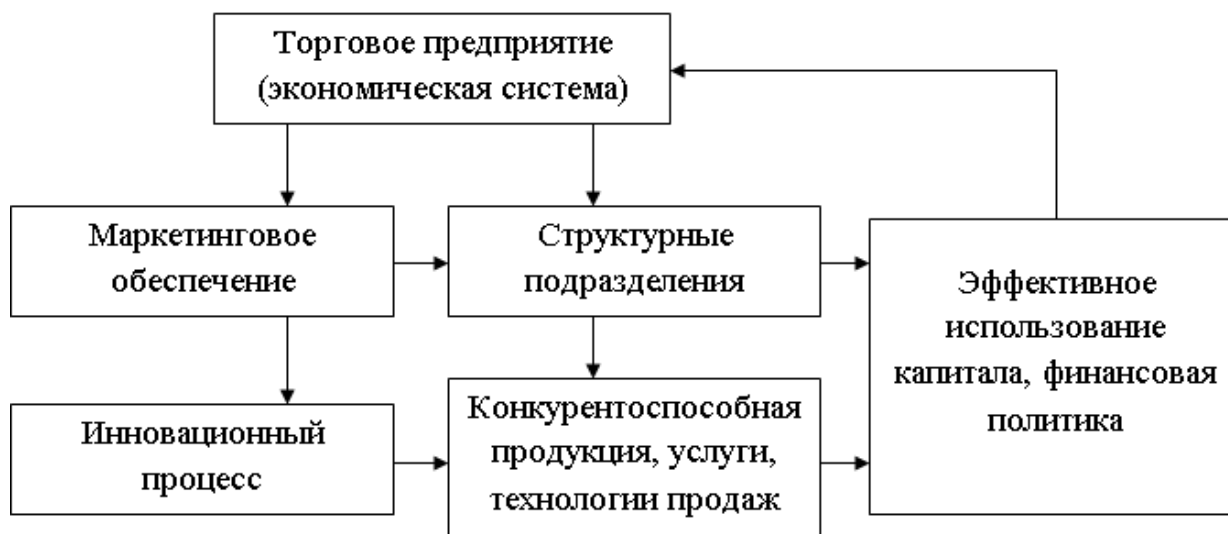 Торговое предприятие
(экономическая система)
Маркетинговое
обеспечение
Структурные
подразделения
Эффективное
использование
капитала, финансовая
политика
Инновационный
процесс
Конкурентоспособная
продукция, услуги,
технологии продаж